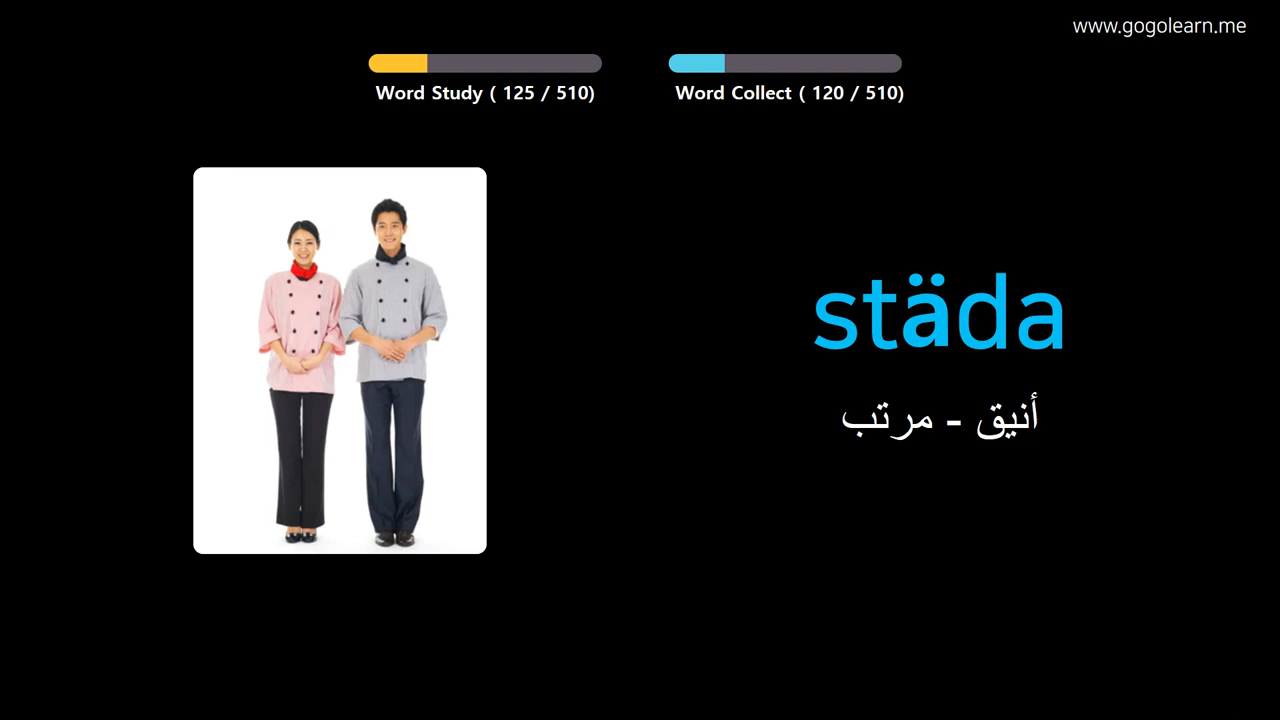 www.gogolearn.me
Word Study ( 125 / 510)
Word Collect ( 120 / 510)
städa
أنيق - مرتب